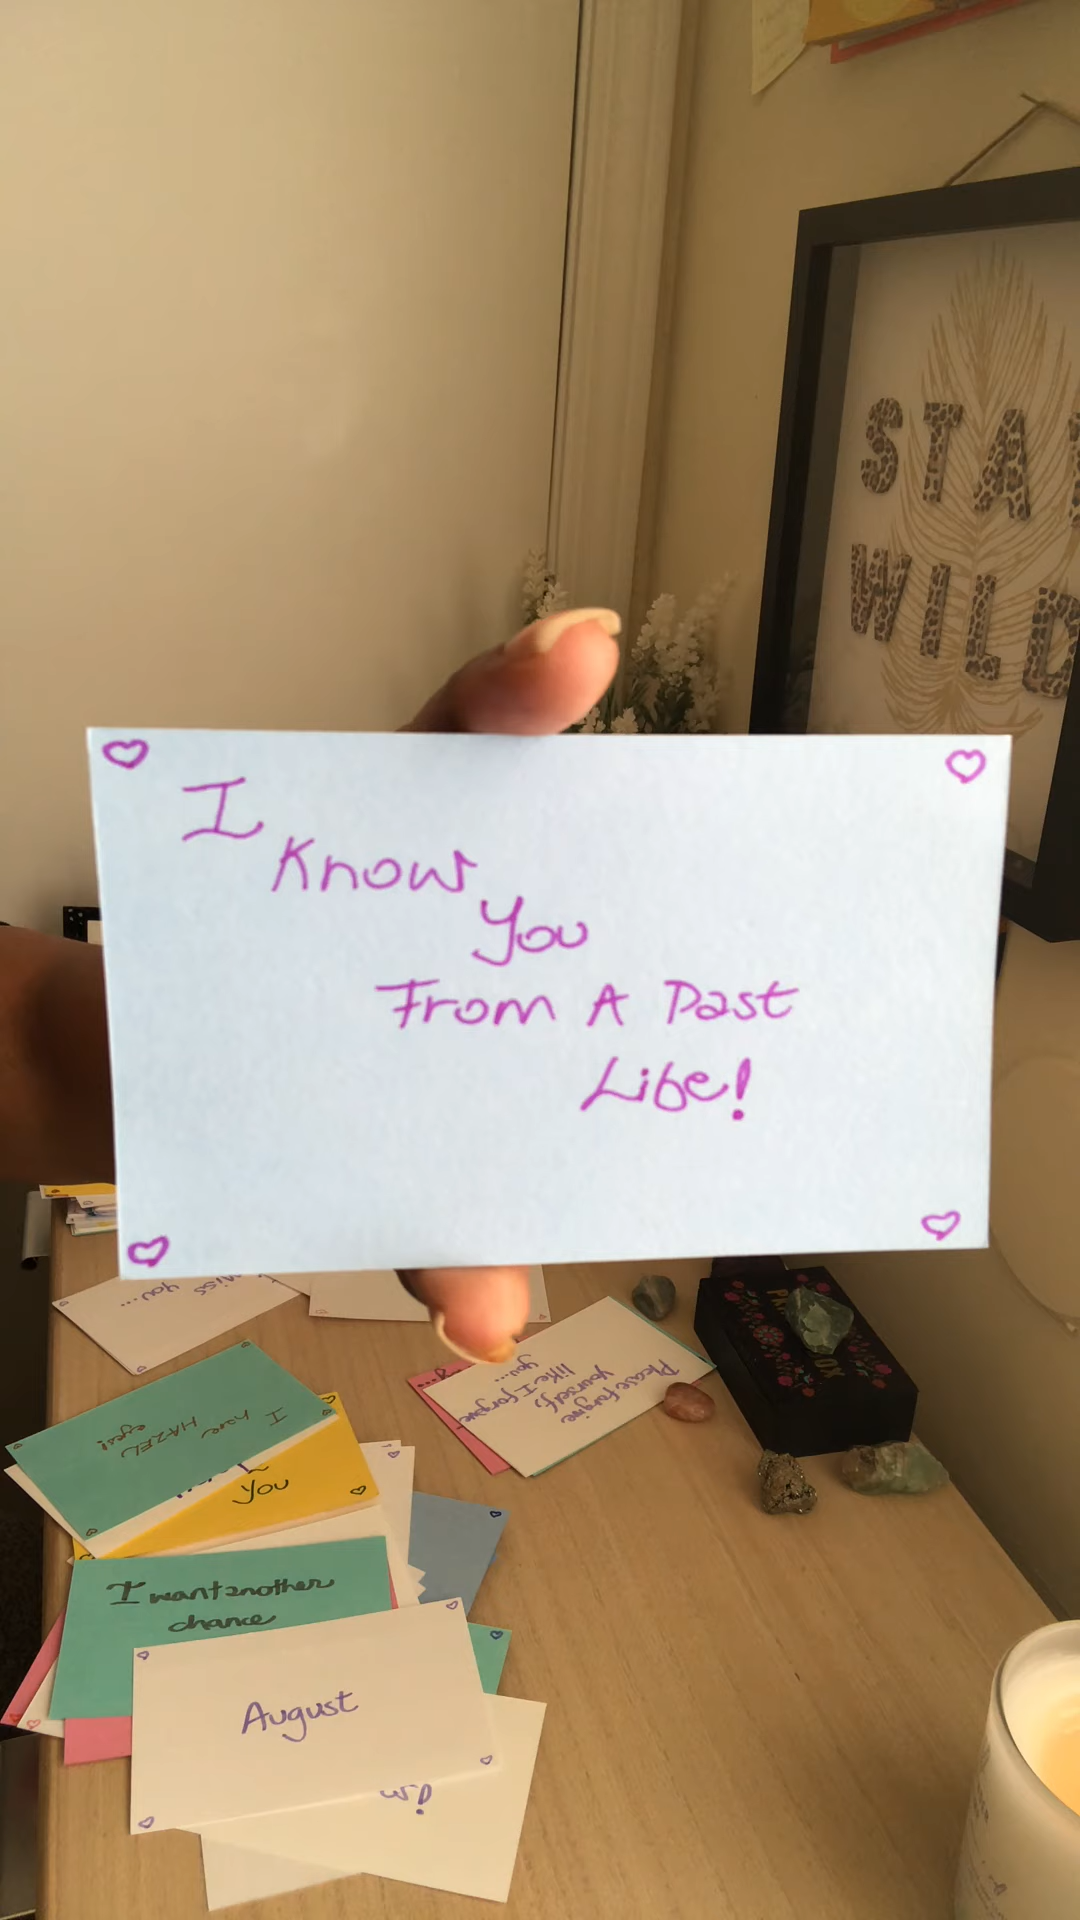 STAY
WILD
I
Know
You
From A Past
Life!
Miss
you...
Please forgive
yourself,
like I forgive
you...
I have HAZEL
eyes!
You
I want another
chance
August